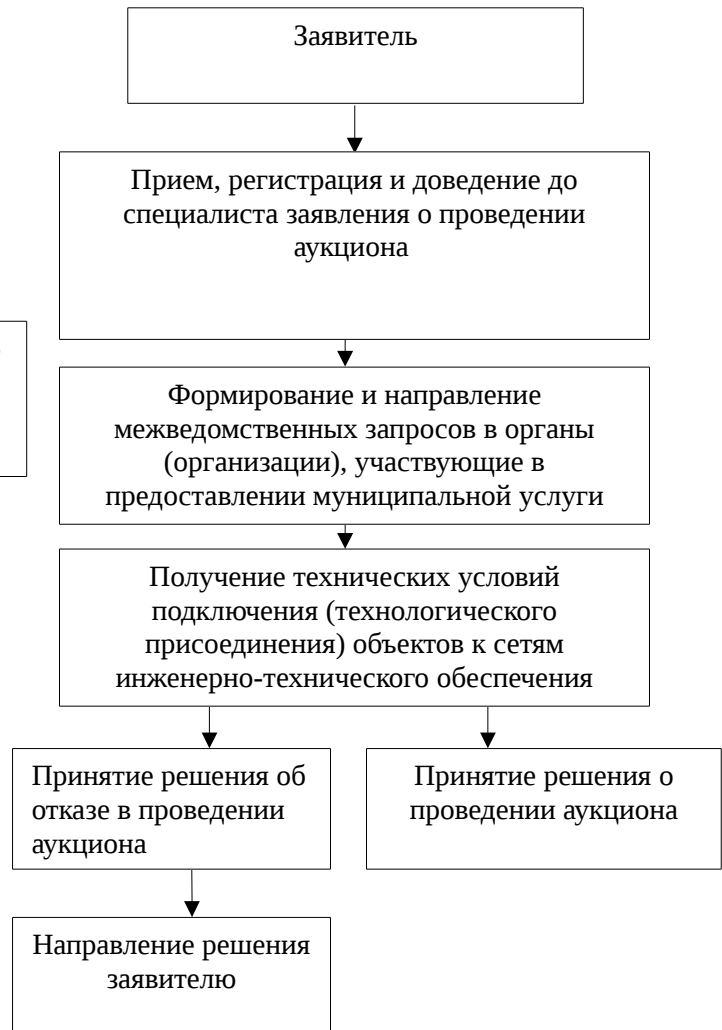 Заявитель
Прием, регистрация и доведение до
специалиста заявления о проведении
аукциона
Формирование и направление
межведомственных запросов в органы
(организации), участвующие в
предоставлении муниципальной услуги
Получение технических условий
подключения (технологического
присоединения) объектов к сетям
инженерно-технического обеспечения
Принятие решения об
отказе в проведении
аукциона
Принятие решения о
проведении аукциона
Направление решения
заявителю